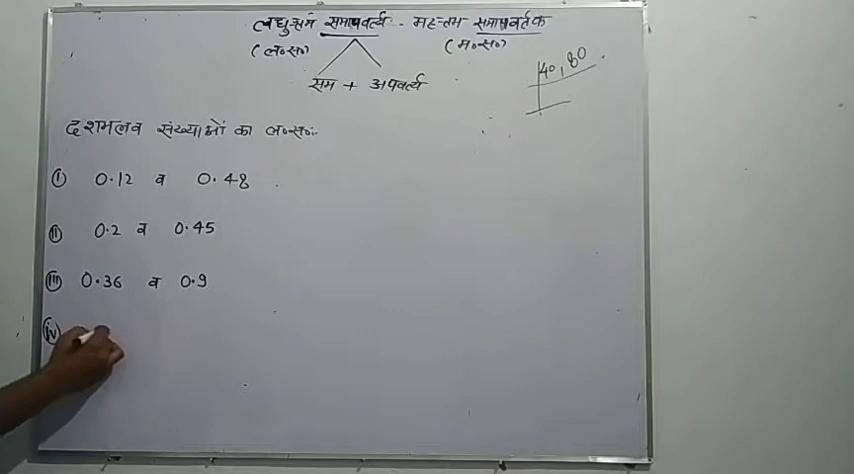 लघुत्तम समापवर्त्य - महत्तम समापवर्तक
(ल०स०) (म०स०)
सम + अपवर्त्य
40, 80
दशमलव संख्याओं का ल०स०:-
(i) 0.12 व 0.48
(ii) 0.2 व 0.45
(iii) 0.36 व 0.9
(iv)